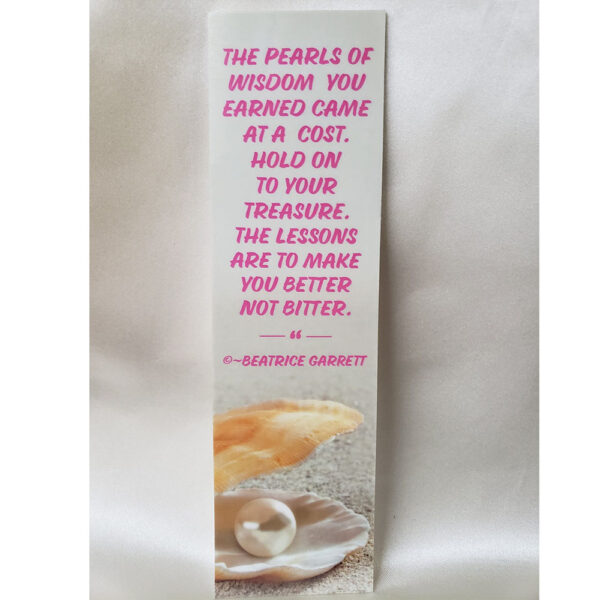 THE PEARLS OF
WISDOM YOU
EARNED CAME
AT A COST.
HOLD ON
TO YOUR
TREASURE.
THE LESSONS
ARE TO MAKE
YOU BETTER
NOT BITTER.
— “ —
©~BEATRICE GARRETT